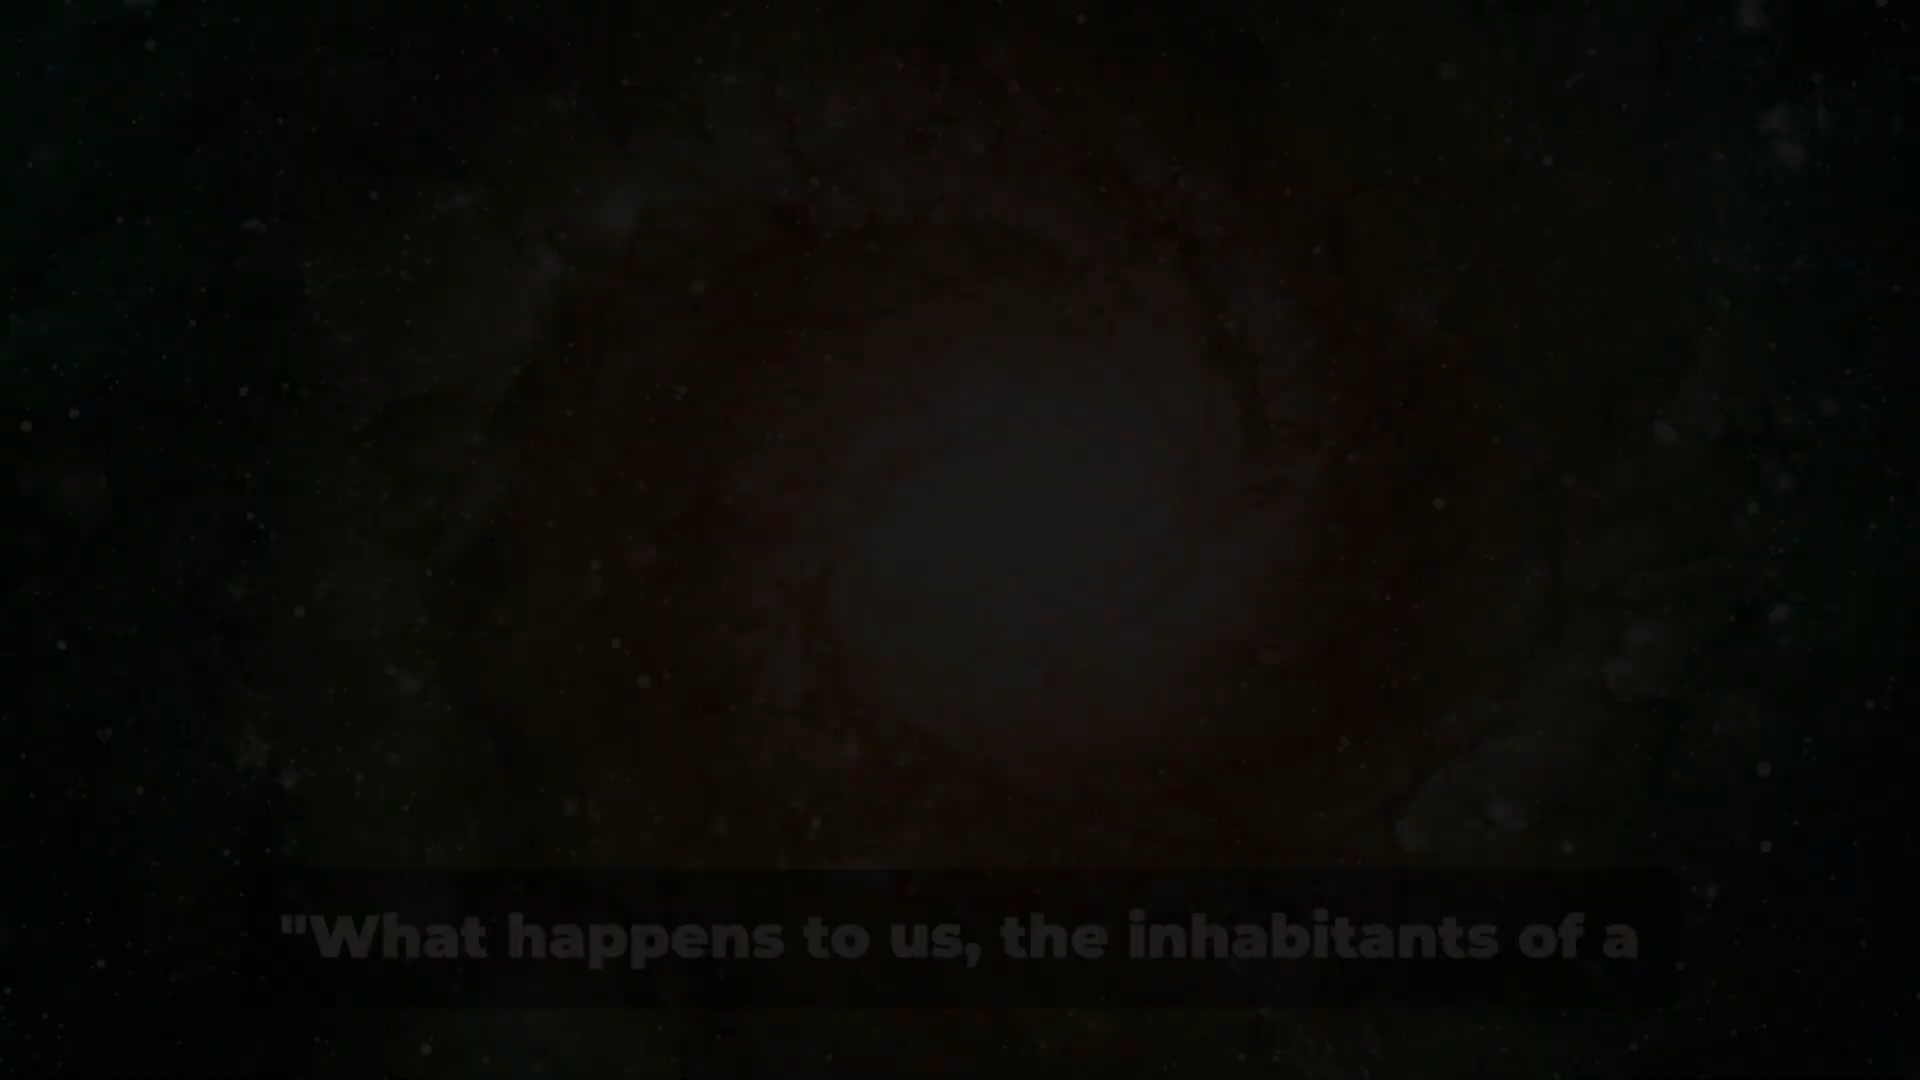 "What happens to us, the inhabitants of a